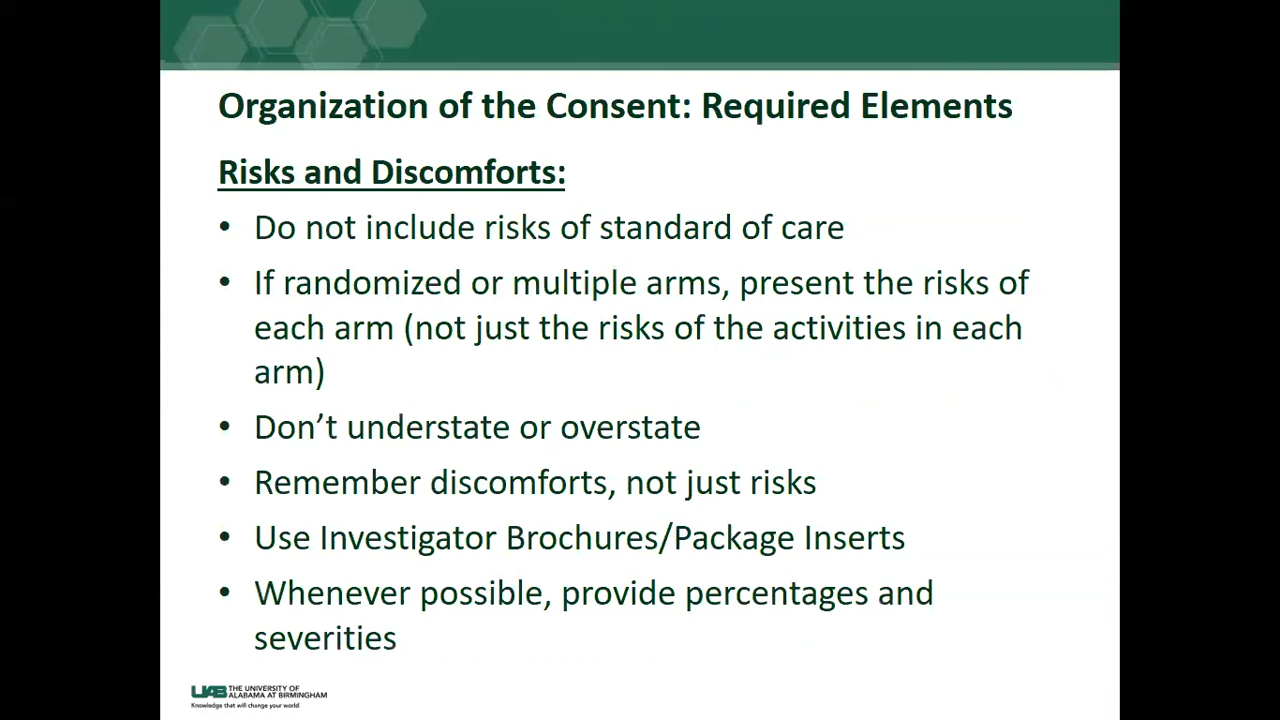 Organization of the Consent: Required Elements
Risks and Discomforts:
• Do not include risks of standard of care
• If randomized or multiple arms, present the risks of
each arm (not just the risks of the activities in each
arm)
• Don’t understate or overstate
• Remember discomforts, not just risks
• Use Investigator Brochures/Package Inserts
• Whenever possible, provide percentages and
severities
UAB THE UNIVERSITY OF
ALABAMA AT BIRMINGHAM
Knowledge that will change your world